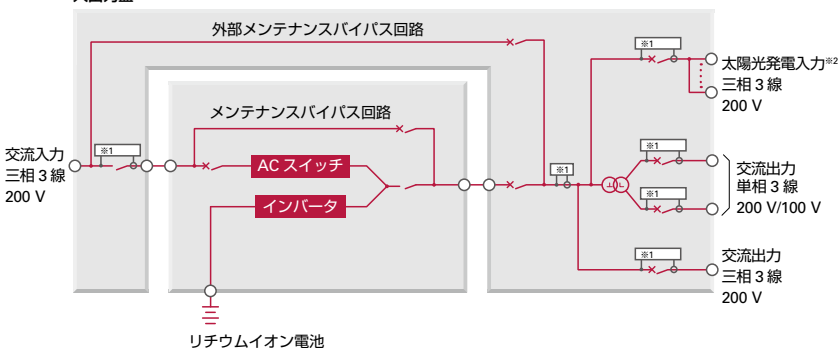 外部メンテナンスバイパス回路
※1
太陽光発電入力※2
三相3線
200 V
メンテナンスバイパス回路
交流入力
三相3線
200 V
※1
ACスイッチ
インバータ
※1
※1
※1
交流出力
単相3線
200 V/100 V
※1
交流出力
三相3線
200 V
リチウムイオン電池